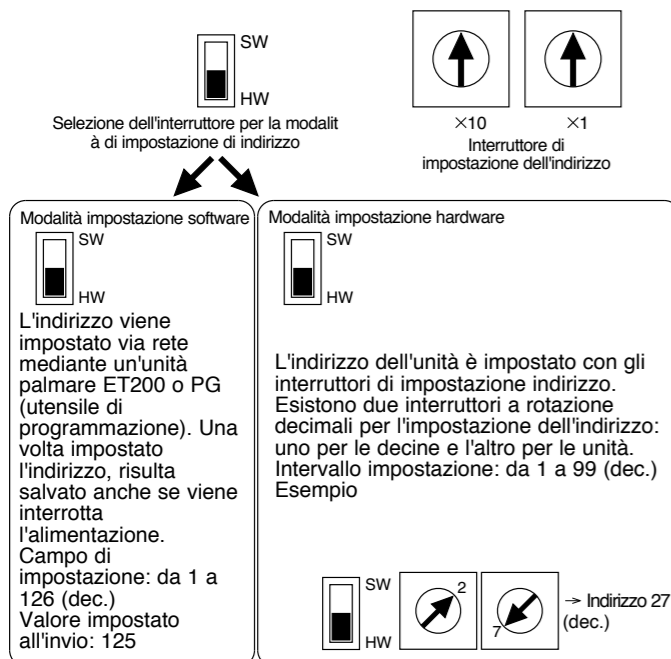 SW
HW
Selezione dell'interruttore per la modalit
à di impostazione di indirizzo
×10
×1
Interruttore di
impostazione dell'indirizzo
Modalità impostazione software
SW
HW
L'indirizzo viene
impostato via rete
mediante un'unità
palmare ET200 o PG
(utensile di
programmazione). Una
volta impostato
l'indirizzo, risulta
salvato anche se viene
interrotta
l'alimentazione.
Campo di
impostazione: da 1 a
126 (dec.)
Valore impostato
all'invio: 125
Modalità impostazione hardware
SW
HW
L'indirizzo dell'unità è impostato con gli
interruttori di impostazione indirizzo.
Esistono due interruttori a rotazione
decimali per l'impostazione dell'indirizzo:
uno per le decine e l'altro per le unità.
Intervallo impostazione: da 1 a 99 (dec.)
Esempio
SW
HW
2
7
→ Indirizzo 27
(dec.)